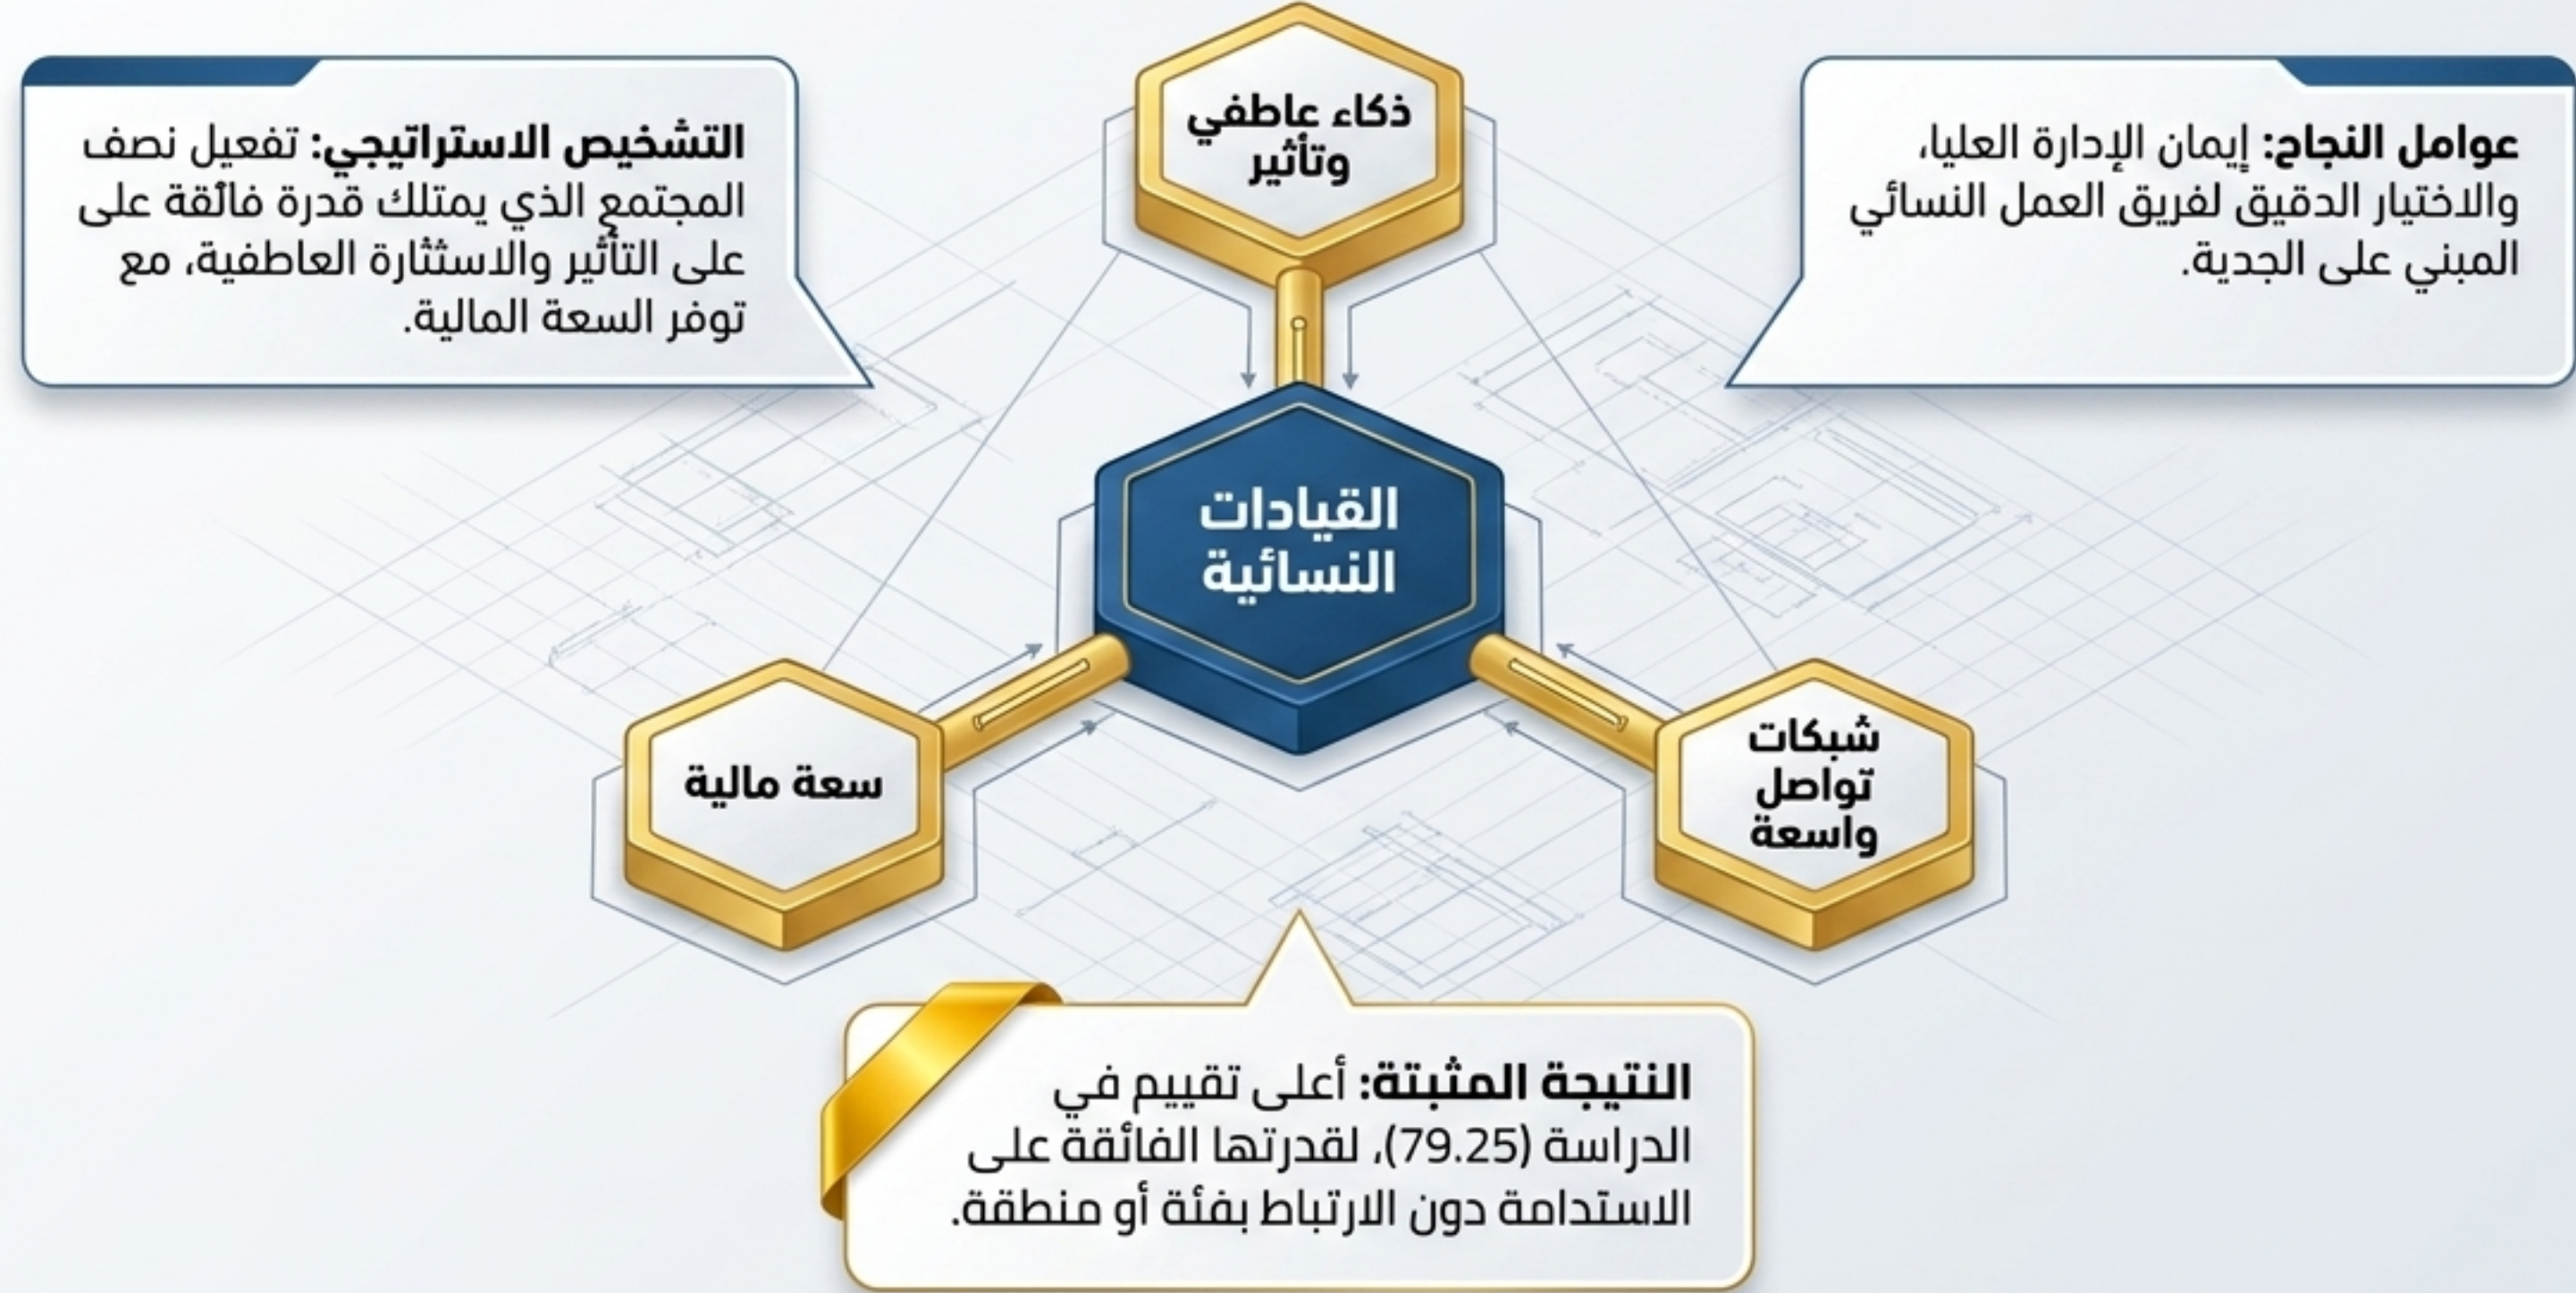 عوامل النجاح: إيمان الإدارة العليا،
والاختيار الدقيق لفريق العمل النسائي
المبني على الجدية.
ذكاء عاطفي
وتأثير
التشخيص الاستراتيجي: تفعيل نصف
المجتمع الذي يمتلك قدرة فائقة على
على التأثير والاستثارة العاطفية، مع
توفر السعة المالية.
القيادات
النسائية
شبكات
تواصل
واسعة
سعة مالية
النتيجة المثبتة: أعلى تقييم في
الدراسة (79.25)، لقدرتها الفائقة على
الاستدامة دون الارتباط بفئة أو منطقة.